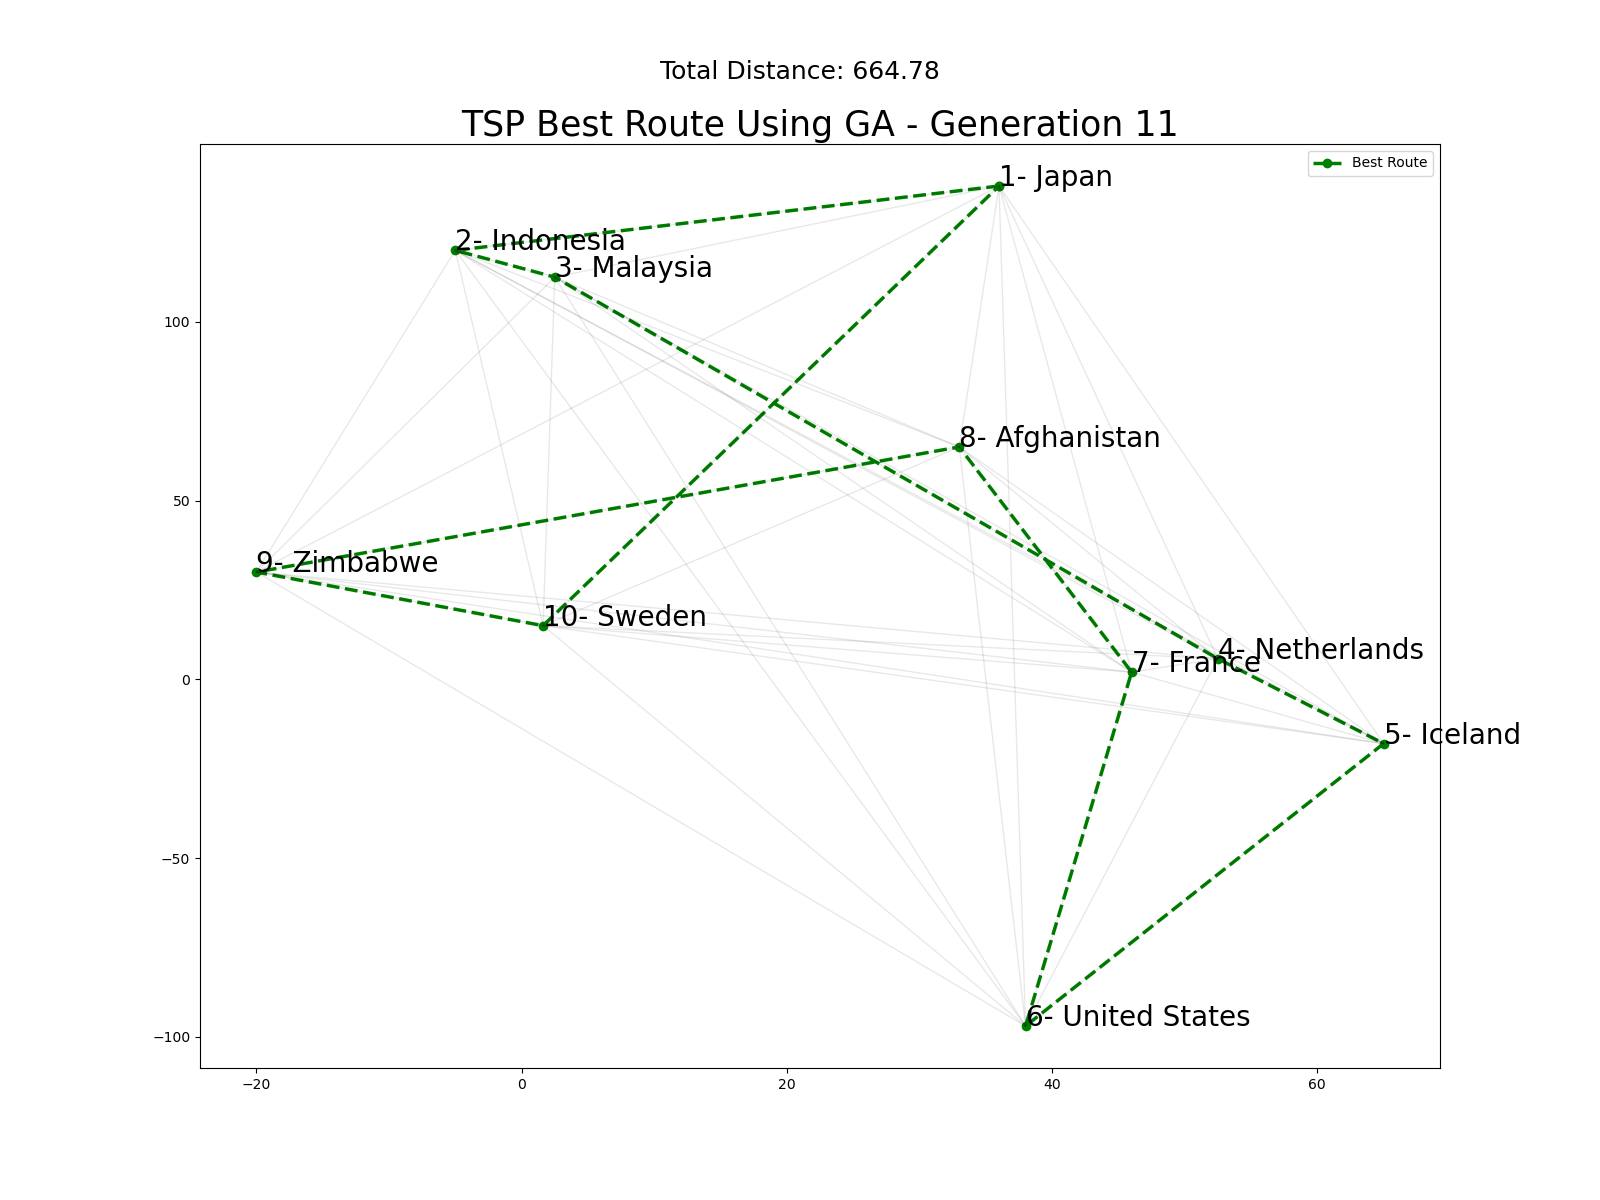 Total Distance: 664.78
TSP Best Route Using GA - Generation 11
Best Route
1- Japan
2- Indonesia
3- Malaysia
8- Afghanistan
9- Zimbabwe
10- Sweden
4- Netherlands
7- France
5- Iceland
6- United States
100
50
0
−50
−100
−20
0
20
40
60